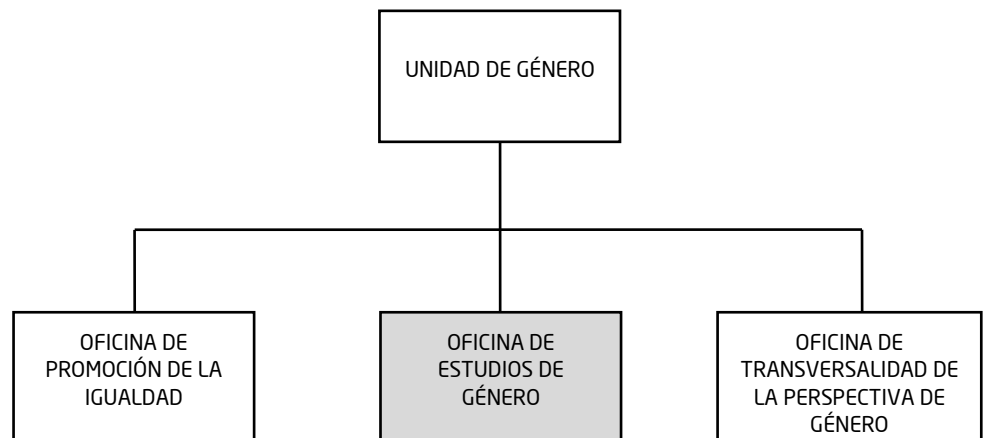 UNIDAD DE GÉNERO
OFICINA DE
PROMOCIÓN DE LA
IGUALDAD
OFICINA DE
ESTUDIOS DE
GÉNERO
OFICINA DE
TRANSVERSALIDAD DE
LA PERSPECTIVA DE
GÉNERO